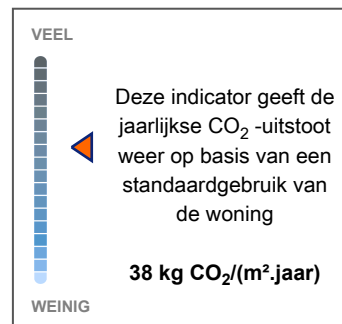 VEEL
Deze indicator geeft de
jaarlijkse CO₂ -uitstoot
weer op basis van een
standaardgebruik van
de woning
38 kg CO₂/(m².jaar)
WEINIG